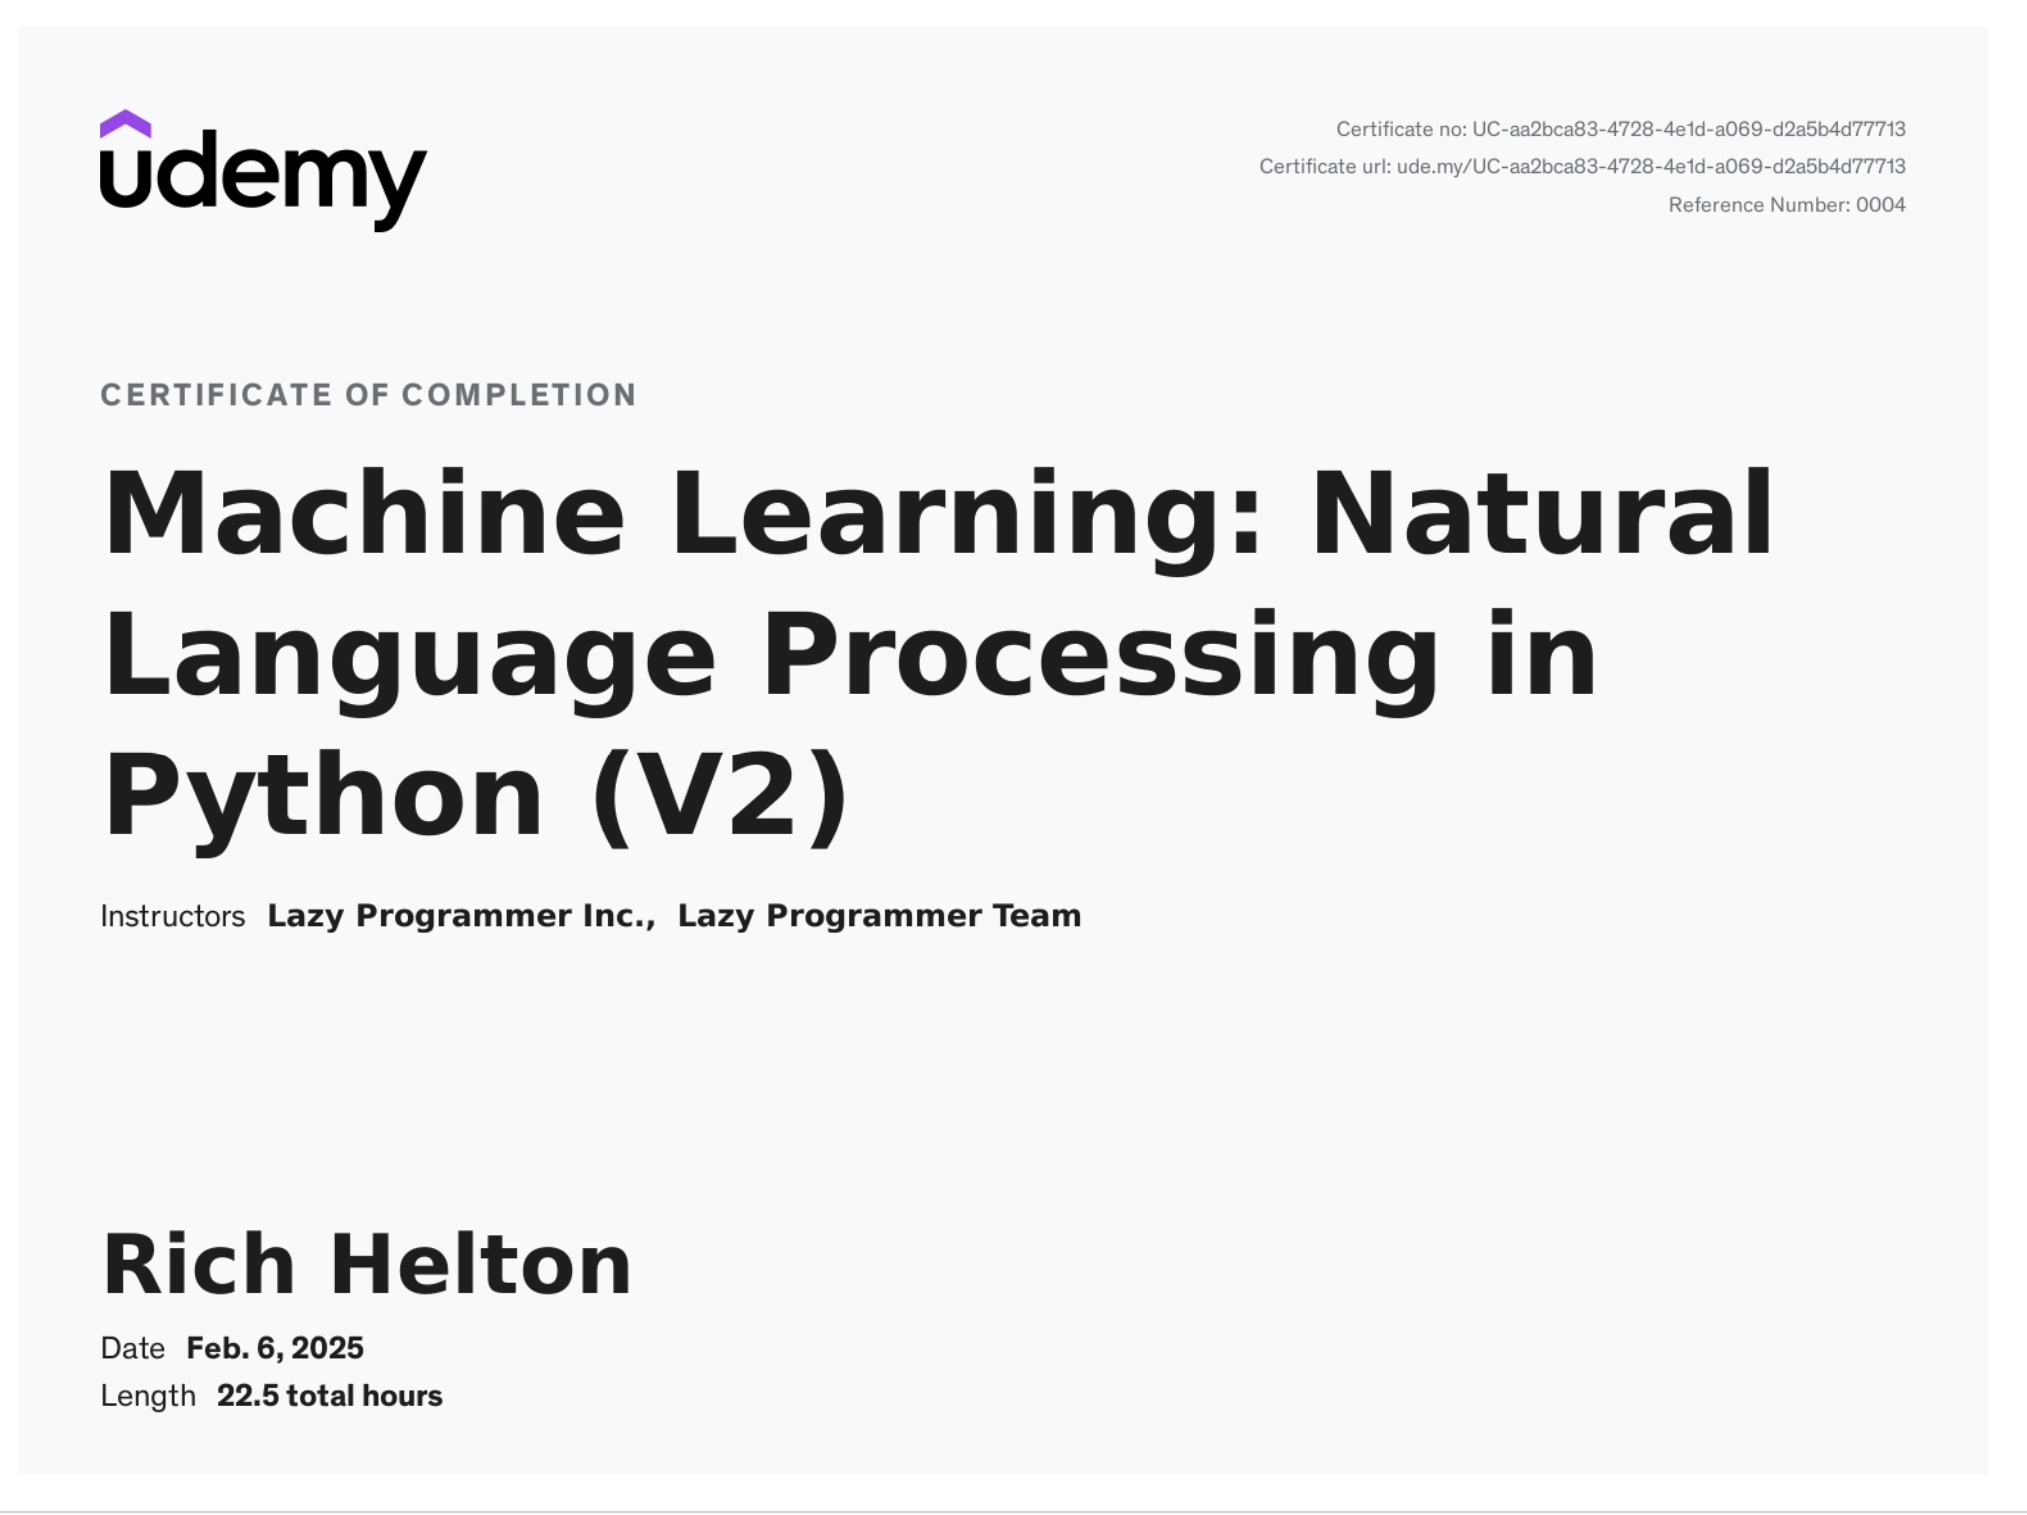 udemy
Certificate no: UC-aa2bca83-4728-4e1d-a069-d2a5b4d77713
Certificate url: ude.my/UC-aa2bca83-4728-4e1d-a069-d2a5b4d77713
Reference Number: 0004
CERTIFICATE OF COMPLETION
Machine Learning: Natural
Language Processing in
Python (V2)
Instructors Lazy Programmer Inc., Lazy Programmer Team
Rich Helton
Date Feb. 6, 2025
Length 22.5 total hours